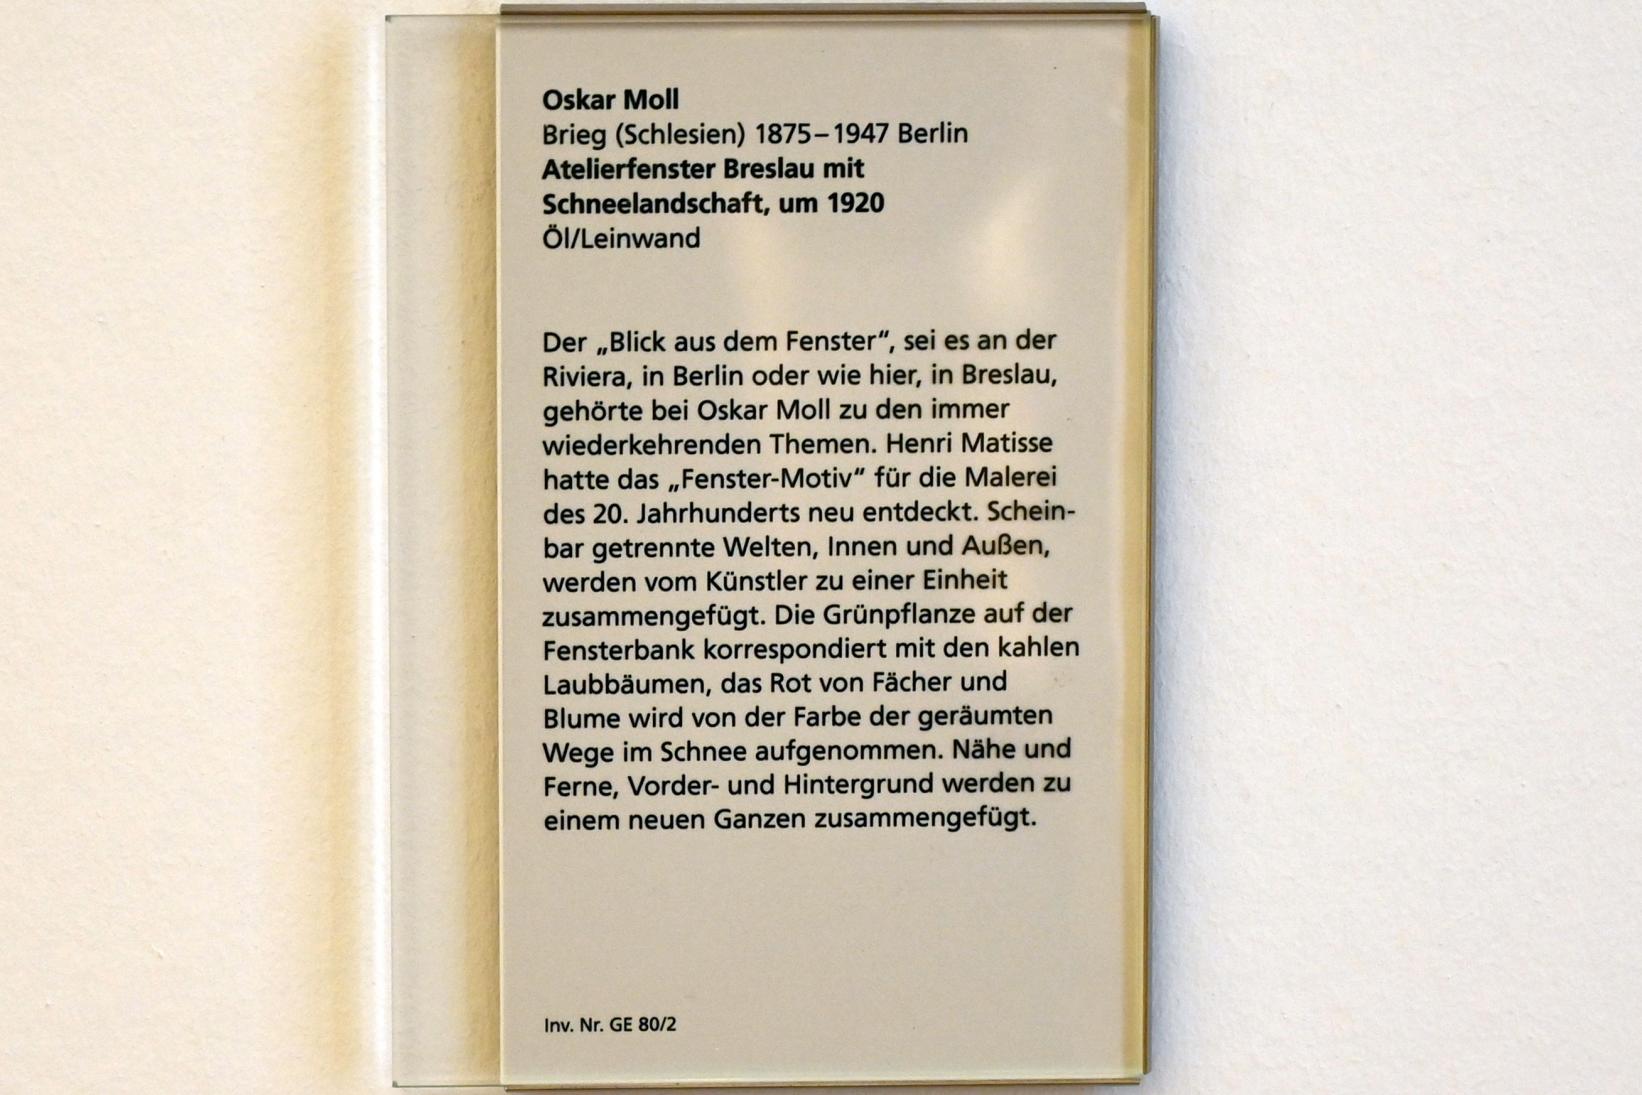 Oskar Moll
Brieg (Schlesien) 1875–1947 Berlin
Atelierfenster Breslau mit
Schneelandschaft, um 1920
Öl/Leinwand
Der „Blick aus dem Fenster“, sei es an der
Riviera, in Berlin oder wie hier, in Breslau,
gehörte bei Oskar Moll zu den immer
wiederkehrenden Themen. Henri Matisse
hatte das „Fenster-Motiv“ für die Malerei
des 20. Jahrhunderts neu entdeckt. Schein-
bar getrennte Welten, Innen und Außen,
werden vom Künstler zu einer Einheit
zusammengefügt. Die Grünpflanze auf der
Fensterbank korrespondiert mit den kahlen
Laubbäumen, das Rot von Fächer und
Blume wird von der Farbe der geräumten
Wege im Schnee aufgenommen. Nähe und
Ferne, Vorder- und Hintergrund werden zu
einem neuen Ganzen zusammengefügt.
Inv. Nr. GE 80/2